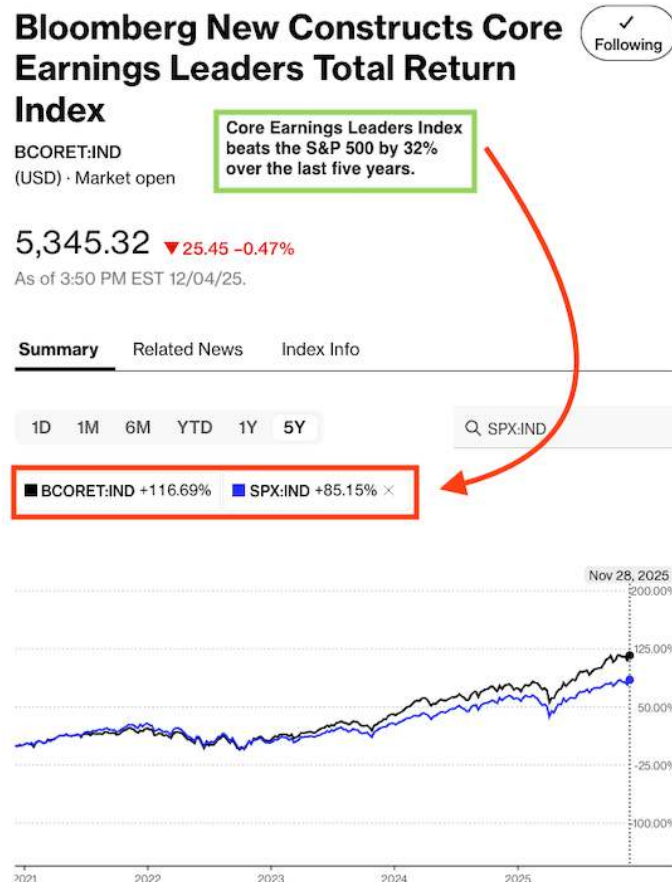 Bloomberg New Constructs Core
Earnings Leaders Total Return
Index
✓
Following
BCORET:IND
(USD) · Market open
Core Earnings Leaders Index
beats the S&P 500 by 32%
over the last five years.
5,345.32 ▼25.45 −0.47%
As of 3:50 PM EST 12/04/25.
Summary Related News Index Info
1D 1M 6M YTD 1Y 5Y
SPX:IND
BCORET:IND +116.69% SPX:IND +85.15% ×
Nov 28, 2025
200.00%
125.00%
50.00%
-25.00%
-100.00%
2021 2022 2023 2024 2025